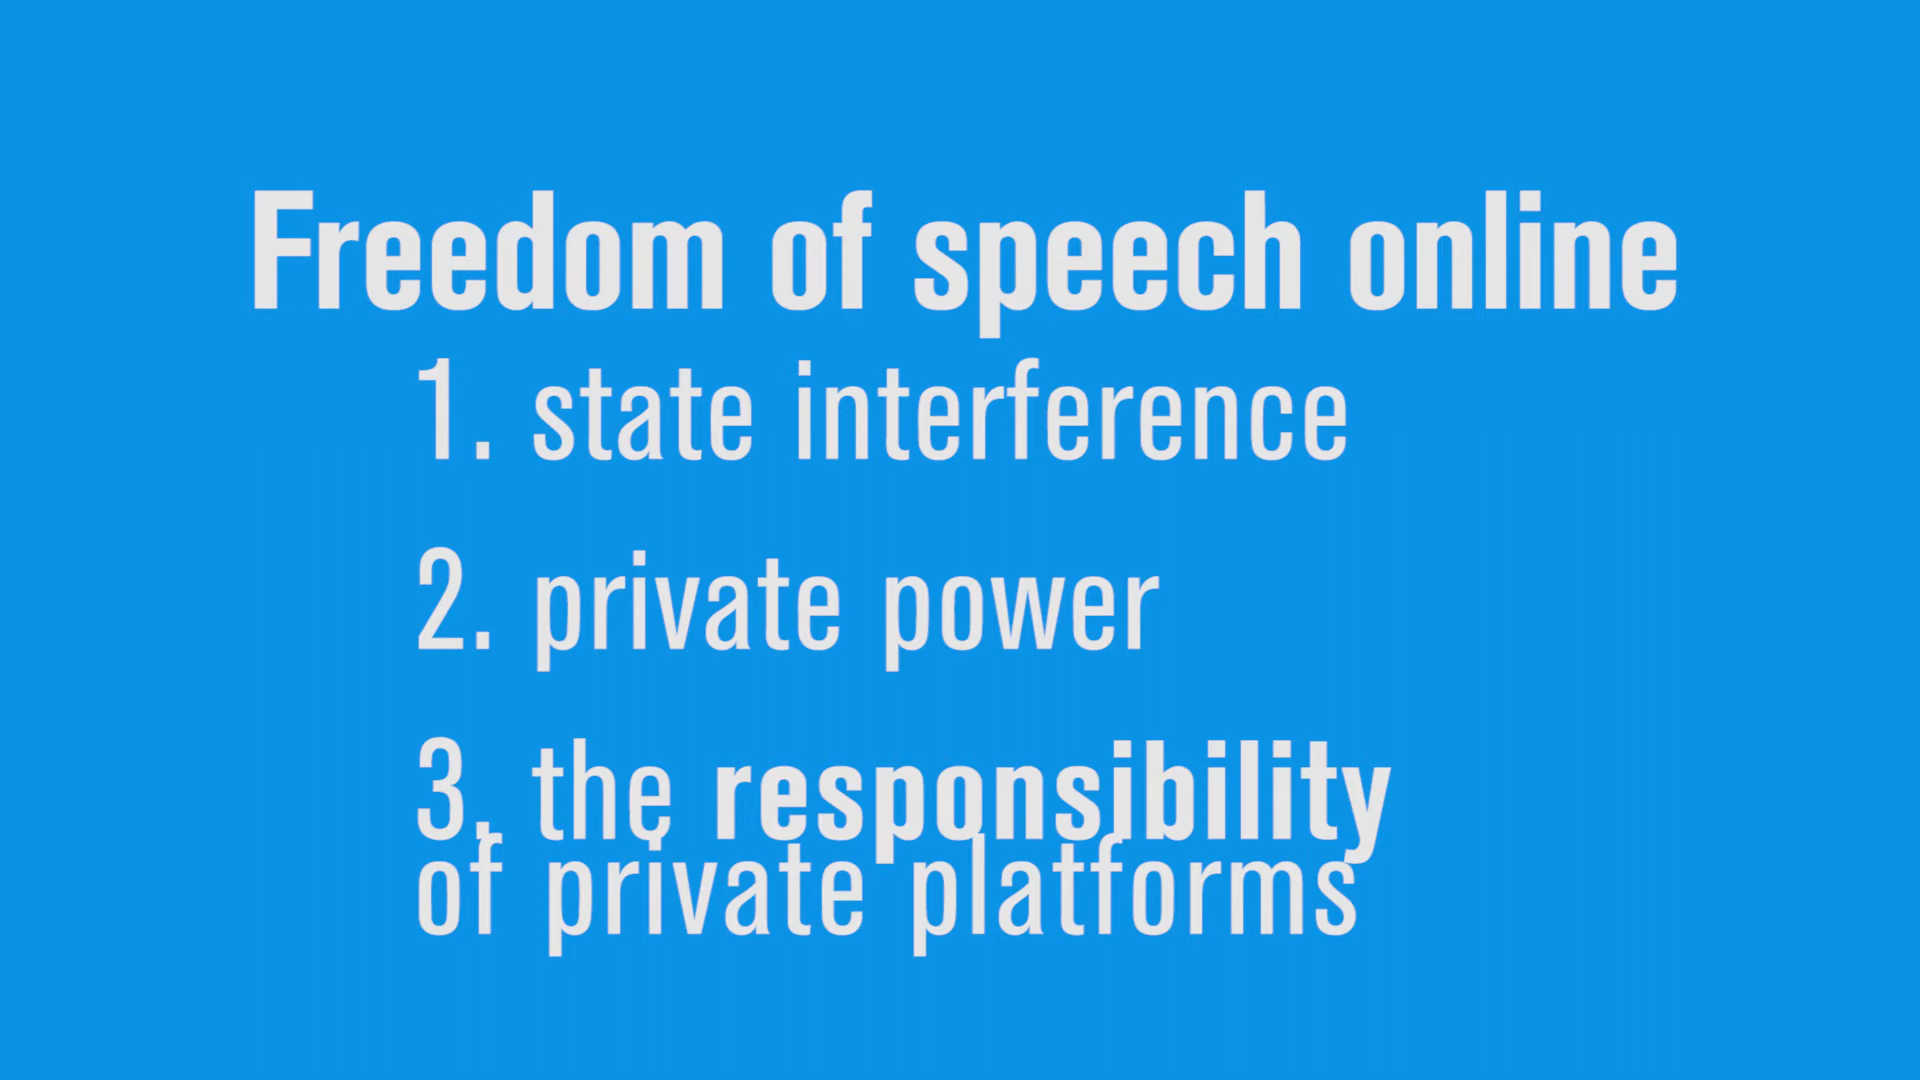 Freedom of speech online
1. state interference
2. private power
3. the responsibility
of private platforms